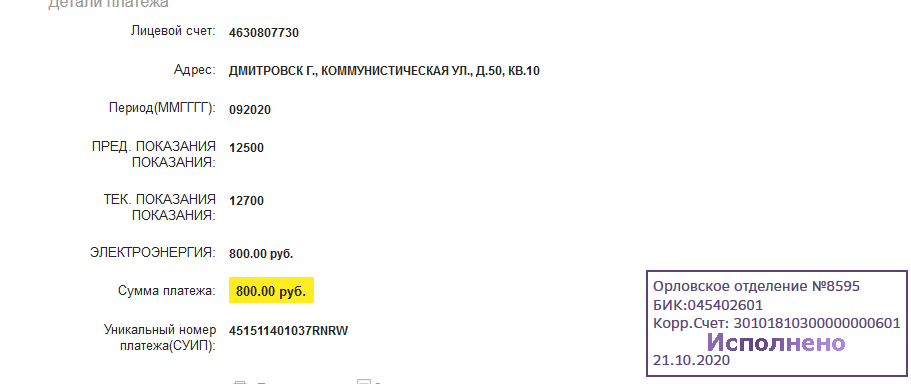 Детали платежа
Лицевой счет: 4630807730
Адрес: ДМИТРОВСК Г., КОММУНИСТИЧЕСКАЯ УЛ., Д.50, КВ.10
Период(ММГГГГ): 092020
ПРЕД. ПОКАЗАНИЯ 12500
ПОКАЗАНИЯ:
ТЕК. ПОКАЗАНИЯ 12700
ПОКАЗАНИЯ:
ЭЛЕКТРОЭНЕРГИЯ: 800.00 руб.
Сумма платежа: 800.00 руб.
Уникальный номер 451511401037RNRW
платежа(СУИП):
Орловское отделение №8595
БИК:045402601
Корр.Счет: 30101810300000000601
Исполнено
21.10.2020